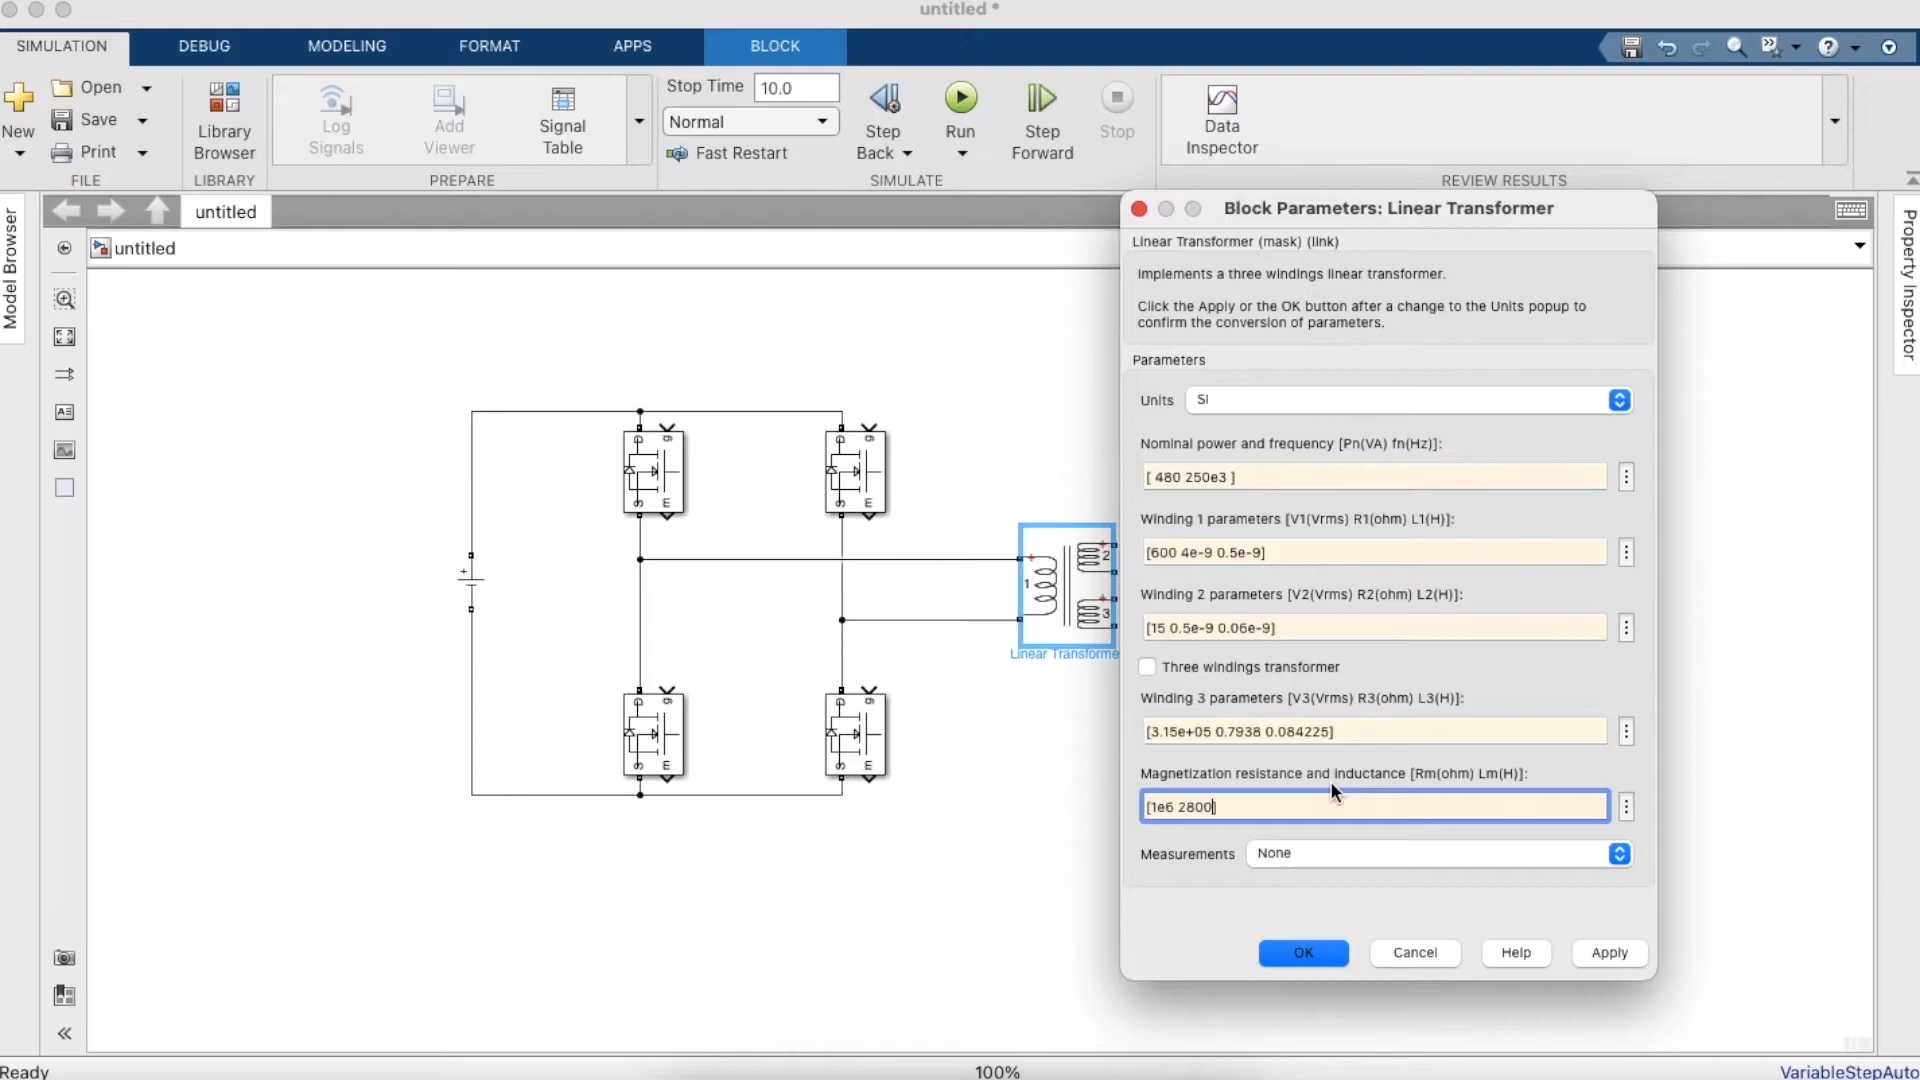 untitled *
SIMULATION DEBUG MODELING FORMAT APPS BLOCK
New
Open
Save
Print
FILE
Library
Browser
LIBRARY
Log
Signals
Add
Viewer
Signal
Table
PREPARE
Stop Time 10.0
Normal
Fast Restart
Step
Back
Run
Step
Forward
Stop
SIMULATE
Data
Inspector
REVIEW RESULTS
Model Browser
untitled
untitled
Property Inspector
D g
S m
D g
S m
D g
S m
D g
S m
+
1
2
3
Linear Transforme
Block Parameters: Linear Transformer
Linear Transformer (mask) (link)
Implements a three windings linear transformer.
Click the Apply or the OK button after a change to the Units popup to
confirm the conversion of parameters.
Parameters
Units SI
Nominal power and frequency [Pn(VA) fn(Hz)]:
[ 480 250e3 ]
Winding 1 parameters [V1(Vrms) R1(ohm) L1(H)]:
[600 4e-9 0.5e-9]
Winding 2 parameters [V2(Vrms) R2(ohm) L2(H)]:
[15 0.5e-9 0.06e-9]
Three windings transformer
Winding 3 parameters [V3(Vrms) R3(ohm) L3(H)]:
[3.15e+05 0.7938 0.084225]
Magnetization resistance and inductance [Rm(ohm) Lm(H)]:
[1e6 2800]
Measurements None
OK Cancel Help Apply
Ready 100% VariableStepAuto